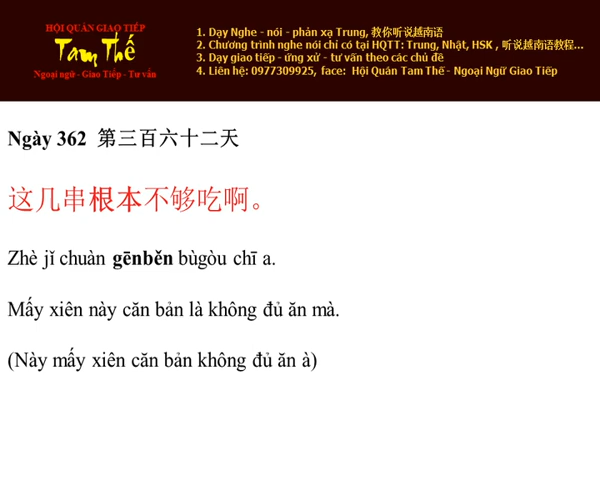 HỘI QUÁN GIAO TIẾP
Tam Thế
Ngoại ngữ - Giao Tiếp - Tư vấn
1. Dạy Nghe - nói - phản xạ Trung, 教你听说越南语
2. Chương trình nghe nói chỉ có tại HQTT: Trung, Nhật, HSK , 听说越南语教程...
3. Dạy giao tiếp - ứng xử - tư vấn theo các chủ đề
4. Liên hệ: 0977309925, face: Hội Quán Tam Thế - Ngoại Ngữ Giao Tiếp
Ngày 362 第三百六十二天
这几串根本不够吃啊。
Zhè jǐ chuàn gēnběn bùgòu chī a.
Mấy xiên này căn bản là không đủ ăn mà.
(Này mấy xiên căn bản không đủ ăn à)